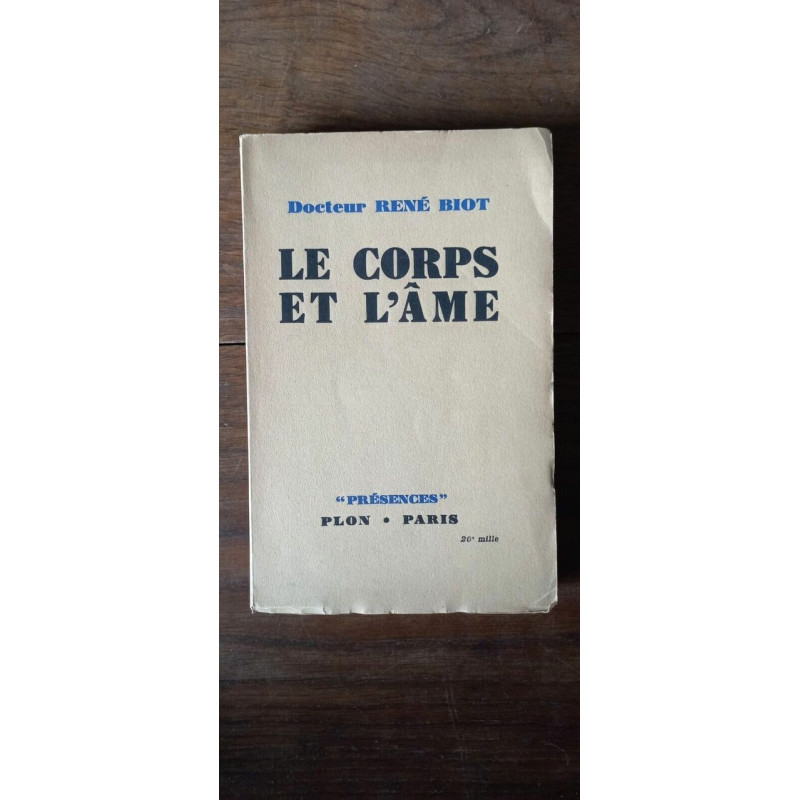 Docteur RENÉ BIOT
LE CORPS
ET L'ÂME
“PRÉSENCES”
PLON • PARIS
26ᵉ mille